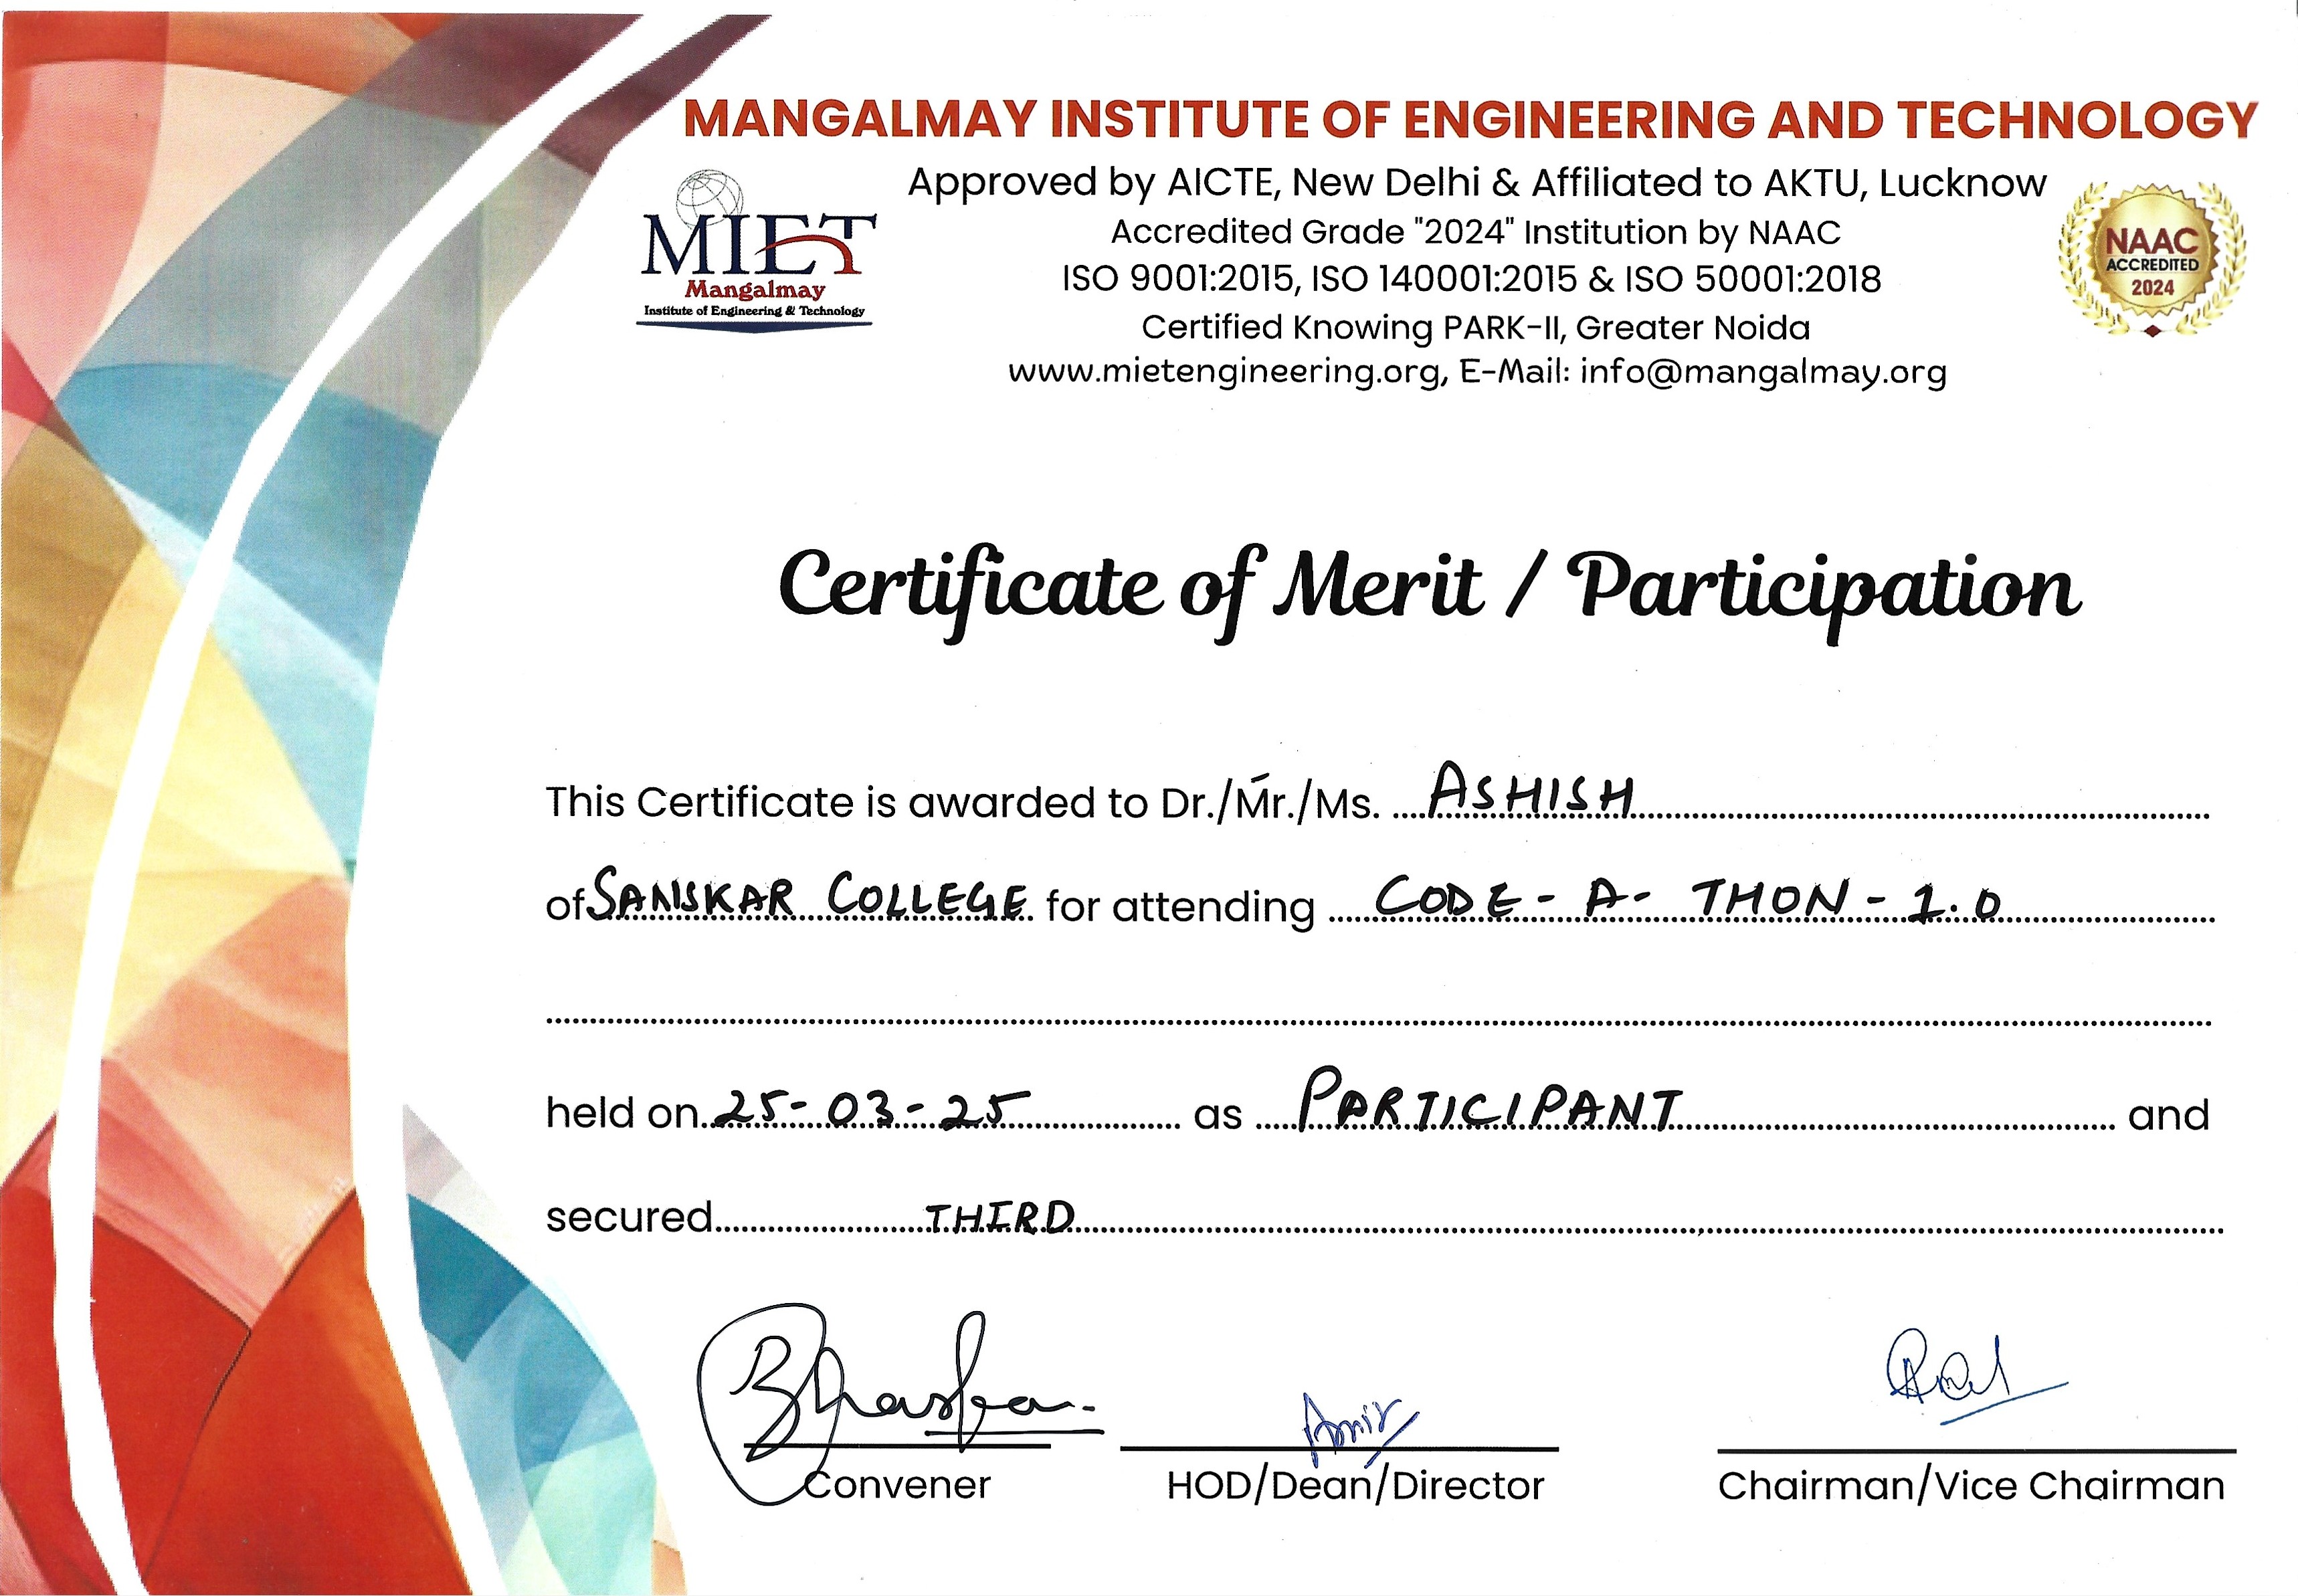 MANGALMAY INSTITUTE OF ENGINEERING AND TECHNOLOGY
Approved by AICTE, New Delhi & Affiliated to AKTU, Lucknow
Accredited Grade "2024" Institution by NAAC
ISO 9001:2015, ISO 140001:2015 & ISO 50001:2018
Certified Knowing PARK-II, Greater Noida
www.mietengineering.org, E-Mail: info@mangalmay.org
MIET
Mangalmay
Institute of Engineering & Technology
NAAC
ACCREDITED
2024
Certificate of Merit / Participation
This Certificate is awarded to Dr./Mr./Ms. ASHISH
of SANSKAR COLLEGE for attending CODE-A-THON-1.0
held on 25-03-25 as PARTICIPANT and
secured THIRD
Bhaskar
Convener
HOD/Dean/Director
Chairman/Vice Chairman